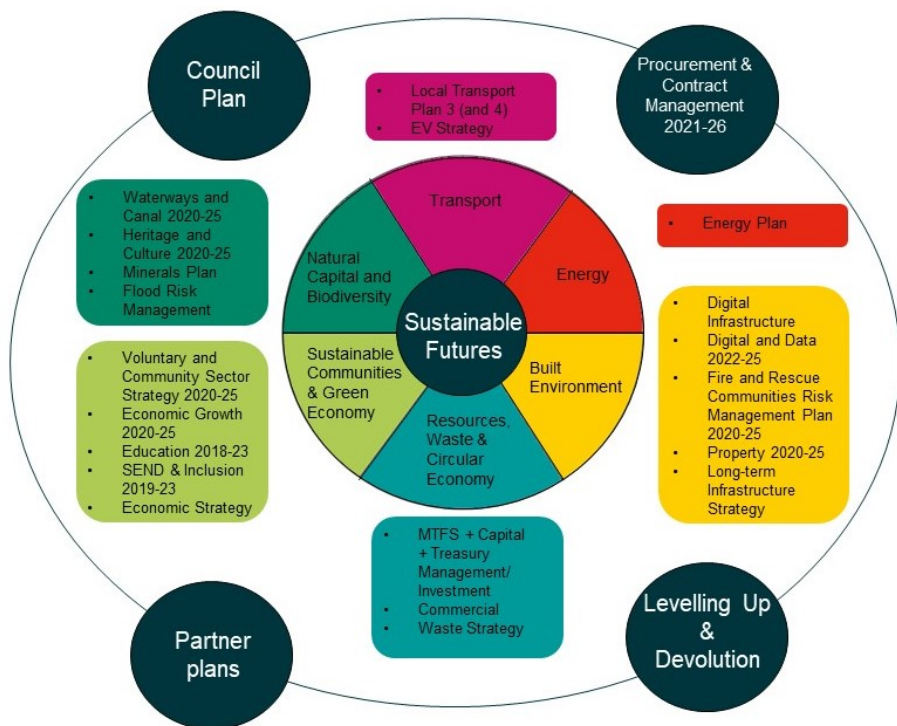 Council
Plan
• Local Transport
Plan 3 (and 4)
• EV Strategy
Procurement &
Contract
Management
2021-26
• Waterways and
Canal 2020-25
• Heritage and
Culture 2020-25
• Minerals Plan
• Flood Risk
Management
Transport
• Energy Plan
Natural
Capital and
Biodiversity
Energy
Sustainable
Futures
• Voluntary and
Community Sector
Strategy 2020-25
• Economic Growth
2020-25
• Education 2018-23
• SEND & Inclusion
2019-23
• Economic Strategy
Sustainable
Communities
& Green
Economy
Built
Environment
Resources,
Waste &
Circular
Economy
• Digital
Infrastructure
• Digital and Data
2022-25
• Fire and Rescue
Communities Risk
Management Plan
2020-25
• Property 2020-25
• Long-term
Infrastructure
Strategy
• MTFS + Capital
+ Treasury
Management/
Investment
• Commercial
• Waste Strategy
Partner
plans
Levelling Up
&
Devolution